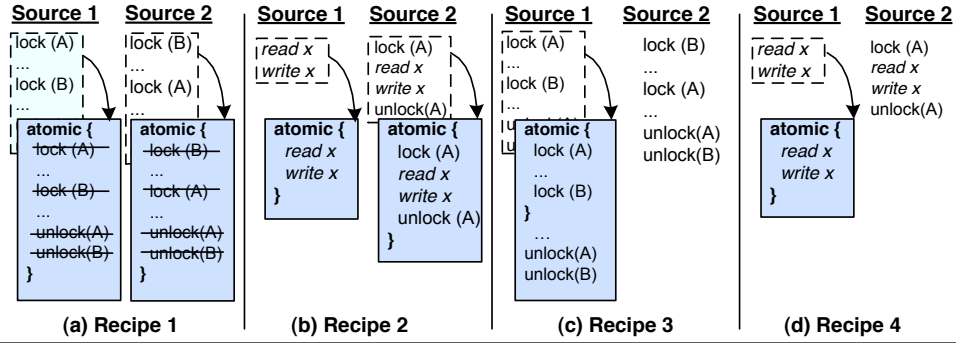 Source 1 Source 2
lock (A)
...
lock (B)
...
atomic {
lock (A)
...
lock (B)
...
unlock(A)
unlock(B)
}
lock (B)
...
lock (A)
...
atomic {
lock (B)
...
lock (A)
...
unlock(A)
unlock(B)
}
(a) Recipe 1
Source 1 Source 2
read x
write x
atomic {
read x
write x
}
lock (A)
read x
write x
unlock(A)
atomic {
lock (A)
read x
write x
unlock (A)
}
(b) Recipe 2
Source 1 Source 2
lock (A)
...
lock (B)
...
atomic {
lock (A)
...
lock (B)
}
...
unlock(A)
unlock(B)
lock (B)
...
lock (A)
...
unlock(A)
unlock(B)
(c) Recipe 3
Source 1 Source 2
read x
write x
atomic {
read x
write x
}
lock (A)
read x
write x
unlock(A)
(d) Recipe 4